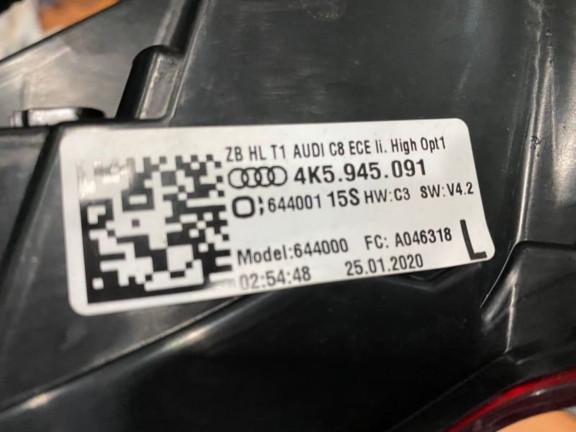 ZB HL T1 AUDI C8 ECE li. High Opt1
4K5.945.091
644001 15S HW:C3 SW:V4.2
Model:644000 FC: A046318
02:54:48 25.01.2020 L